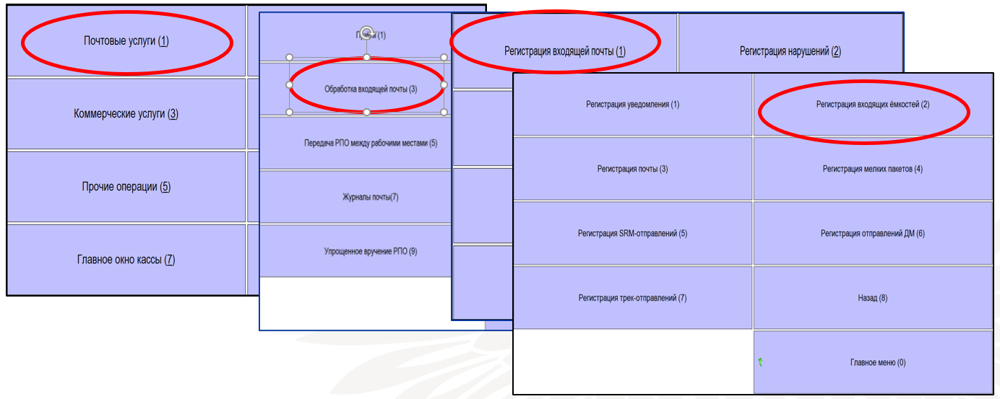 Почтовые услуги (1)
Коммерческие услуги (3)
Прочие операции (5)
Главное окно кассы (7)
Обработка входящей почты (3)
Передача РПО между рабочими местами (5)
Журналы почты(7)
Упрощенное вручение РПО (9)
Регистрация входящей почты (1)
Регистрация нарушений (2)
Регистрация уведомления (1)
Регистрация входящих ёмкостей (2)
Регистрация почты (3)
Регистрация мелких пакетов (4)
Регистрация SRM-отправлений (5)
Регистрация отправлений ДМ (6)
Регистрация трек-отправлений (7)
Назад (8)
Главное меню (0)